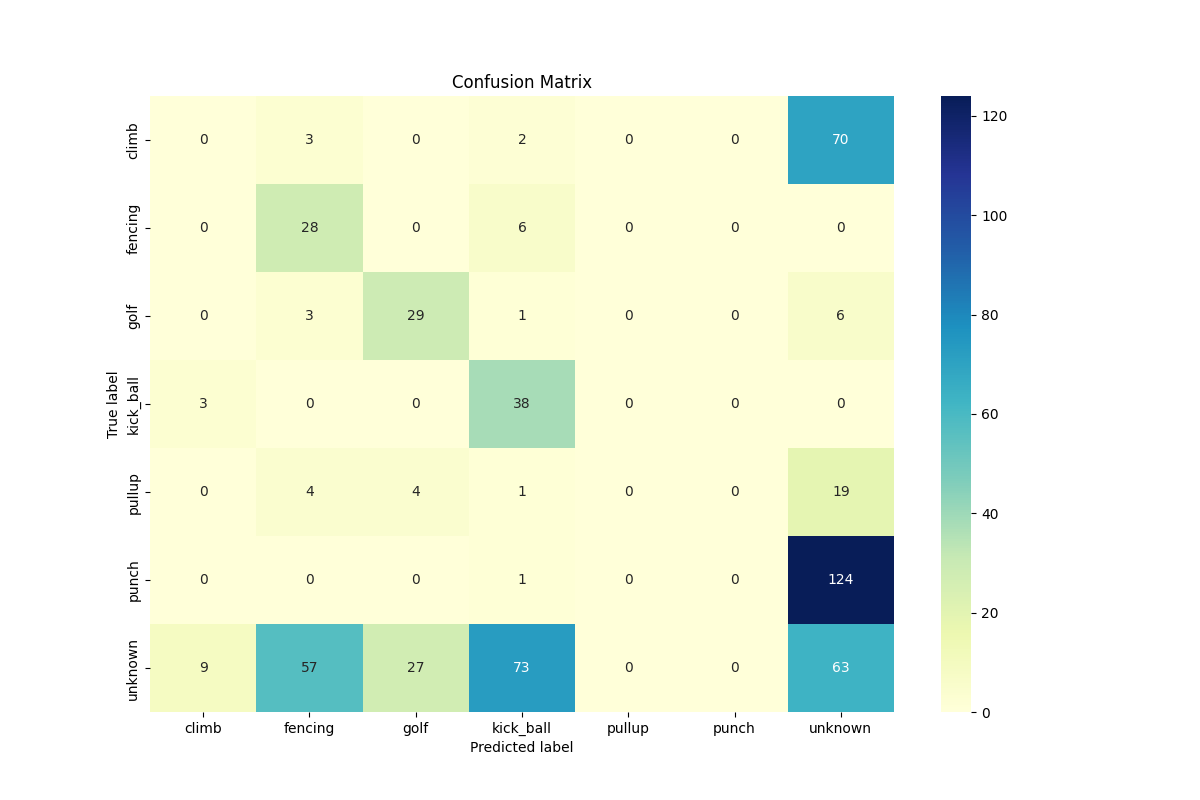 Confusion Matrix
climb 0 3 0 2 0 0 70
fencing 0 28 0 6 0 0 0
golf 0 3 29 1 0 0 6
kick_ball 3 0 0 38 0 0 0
pullup 0 4 4 1 0 0 19
punch 0 0 0 1 0 0 124
unknown 9 57 27 73 0 0 63
climb fencing golf kick_ball pullup punch unknown
True label
Predicted label
120
100
80
60
40
20
0